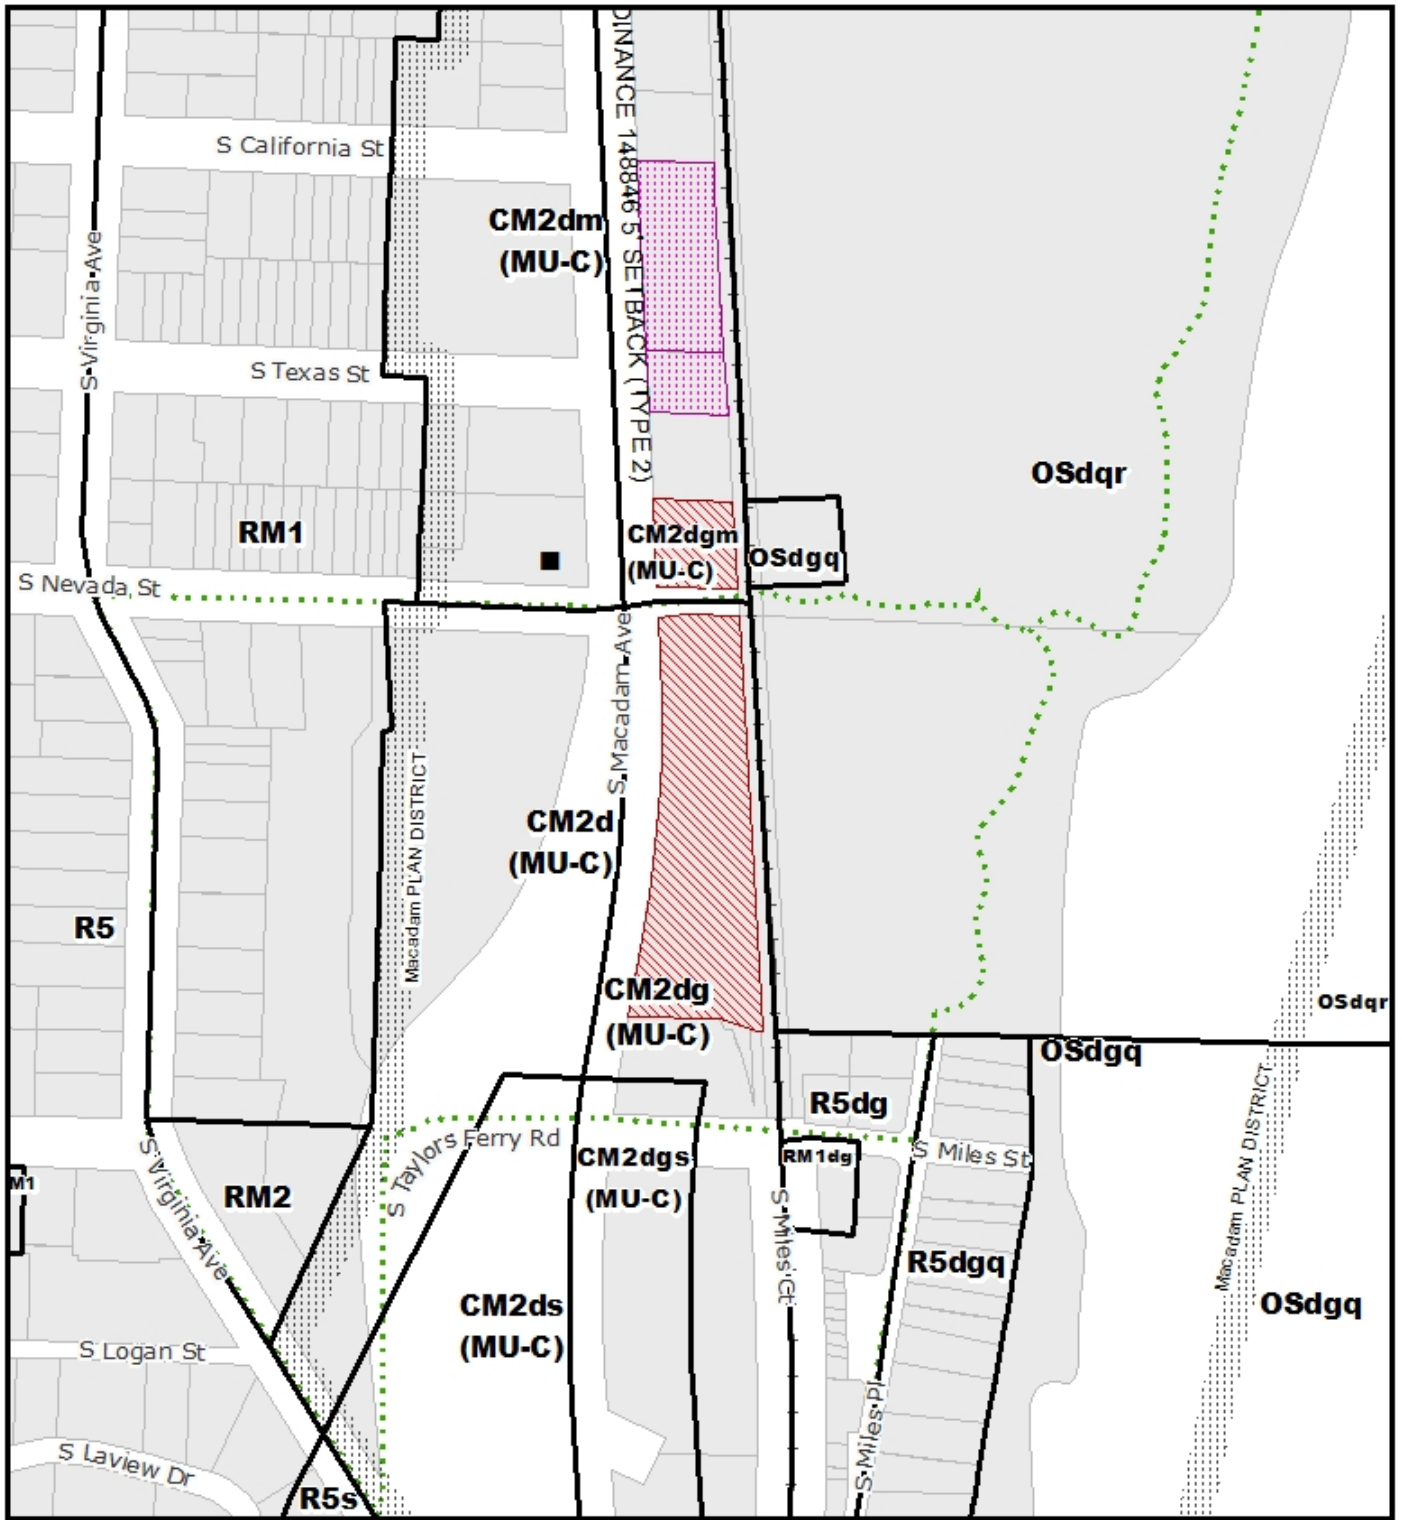 S California St
CM2dm
(MU-C)
DINANCE 148846 5' SETBACK (TYPE 2)
S Virginia Ave
S Texas St
OSdqr
RM1
CM2dgm
(MU-C)
OSdgq
S Nevada St
S Macadam Ave
CM2d
(MU-C)
Macadam PLAN DISTRICT
R5
CM2dg
(MU-C)
OSdqr
OSdgq
R5dg
S Taylors Ferry Rd
CM2dgs
(MU-C)
RM1dg
S Miles St
M1
RM2
S Virginia Ave
S Miles Ct
Macadam PLAN DISTRICT
R5dgq
CM2ds
(MU-C)
OSdgq
S Logan St
S Miles Pl
S Laview Dr
R5s